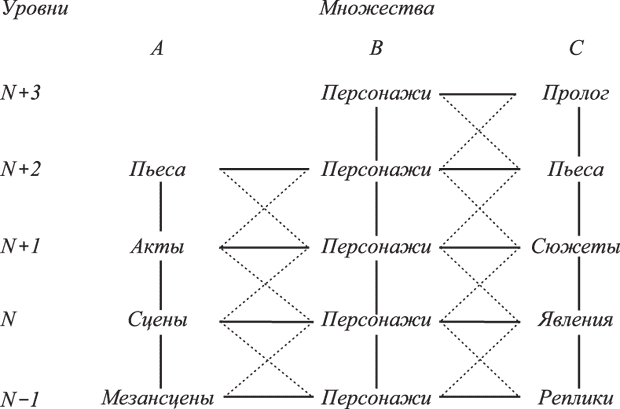 Уровни Множества
A B C
N+3 Персонажи Пролог
N+2 Пьеса Персонажи Пьеса
N+1 Акты Персонажи Сюжеты
N Сцены Персонажи Явления
N−1 Мезансцены Персонажи Реплики